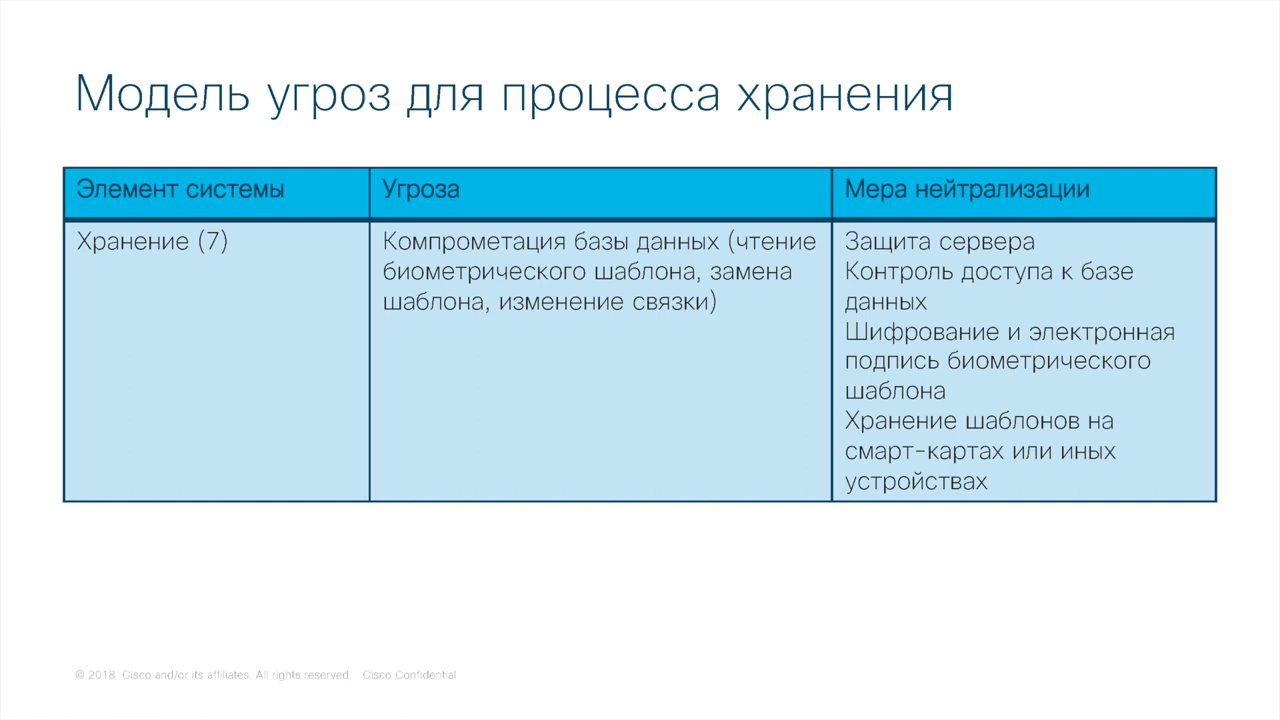 Модель угроз для процесса хранения
Элемент системы
Угроза
Мера нейтрализации
Хранение (7)
Компрометация базы данных (чтение
биометрического шаблона, замена
шаблона, изменение связки)
Защита сервера
Контроль доступа к базе
данных
Шифрование и электронная
подпись биометрического
шаблона
Хранение шаблонов на
смарт-картах или иных
устройствах
© 2018 Cisco and/or its affiliates. All rights reserved. Cisco Confidential